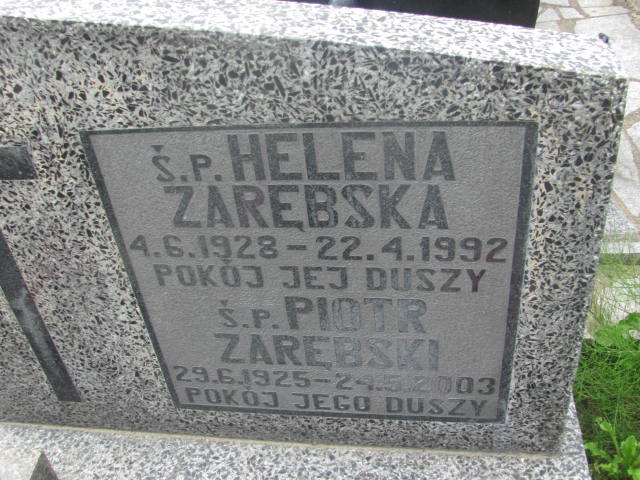 Ś.P. HELENA
ZARĘBSKA
4.6.1928 – 22.4.1992
POKÓJ JEJ DUSZY
Ś.P. PIOTR
ZARĘBSKI
29.6.1925 – 24.5.2003
POKÓJ JEGO DUSZY